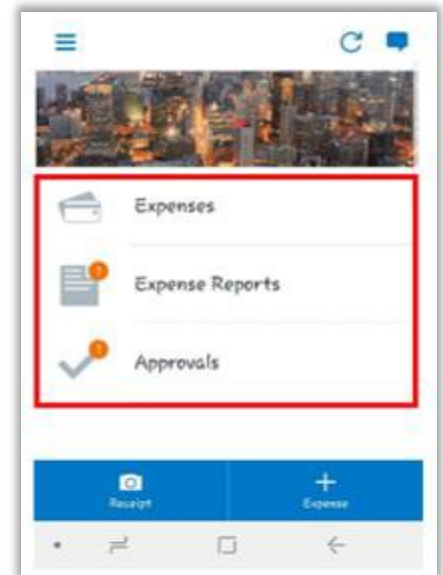 Expenses
Expense Reports
Approvals
Receipt
Expense